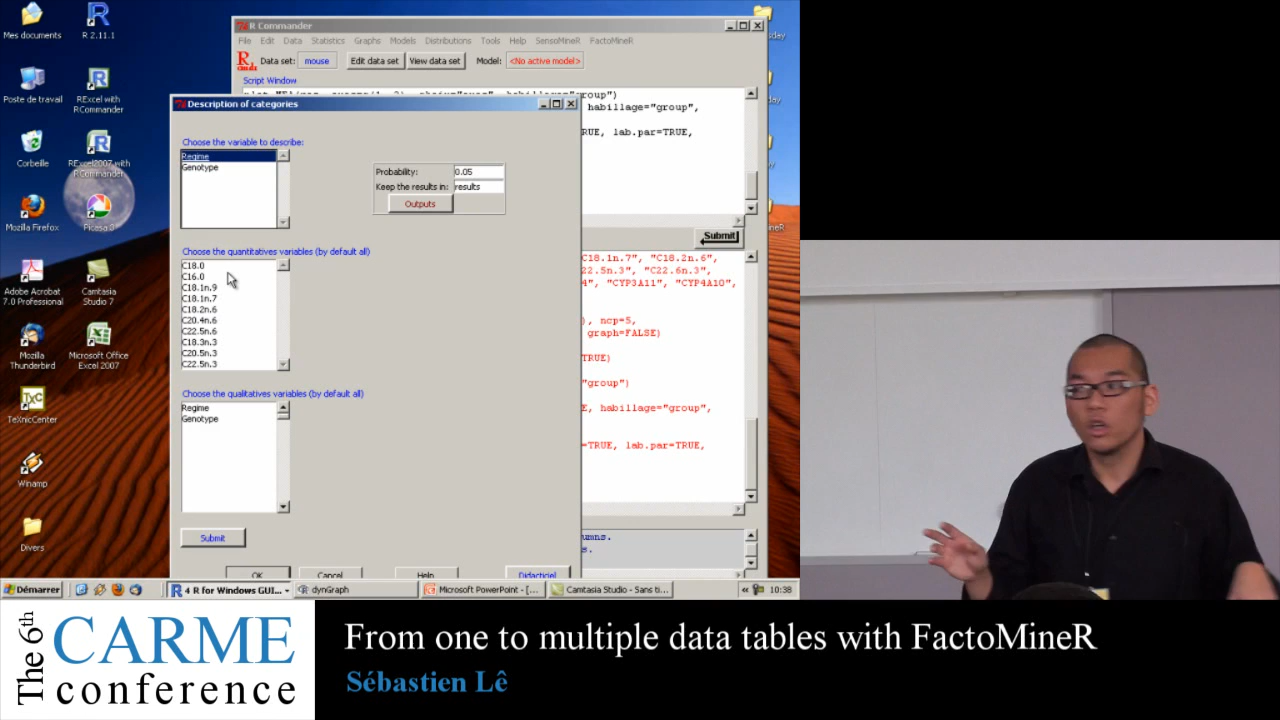 Mes documents
R 2.11.1
Poste de travail
RExcel with
RCommander
Corbeille
RExcel2007 with
RCommander
Mozilla Firefox
Picasa 3
Adobe Acrobat
7.0 Professional
Camtasia
Studio 7
Mozilla
Thunderbird
Microsoft Office
Excel 2007
TeXnicCenter
Winamp
Divers
R Commander
File Edit Data Statistics Graphs Models Distributions Tools Help SensoMineR FactoMineR
Data set: mouse Edit data set View data set Model: <No active model>
Script Window
habillage="group",
RUE, lab.par=TRUE,
Submit
C18.1n.7", "C18.2n.6",
22.5n.3", "C22.6n.3",
4", "CYP3A11", "CYP4A10",
), ncp=5,
graph=FALSE)
TRUE)
"group")
E, habillage="group",
=TRUE, lab.par=TRUE,
umns.
s.
Description of categories
Choose the variable to describe:
Regime
Genotype
Probability: 0.05
Keep the results in: results
Outputs
Choose the quantitatives variables (by default all)
C18.0
C16.0
C18.1n.9
C18.1n.7
C18.2n.6
C20.4n.6
C22.5n.6
C18.3n.3
C20.5n.3
C22.5n.3
Choose the qualitatives variables (by default all)
Regime
Genotype
Submit
OK Cancel Help Didacticiel
Démarrer
4 R for Windows GUI...
dynGraph
Microsoft PowerPoint - [...
Camtasia Studio - Sans ti...
10:38
The 6th
CARME
conference
From one to multiple data tables with FactoMineR
Sébastien Lê